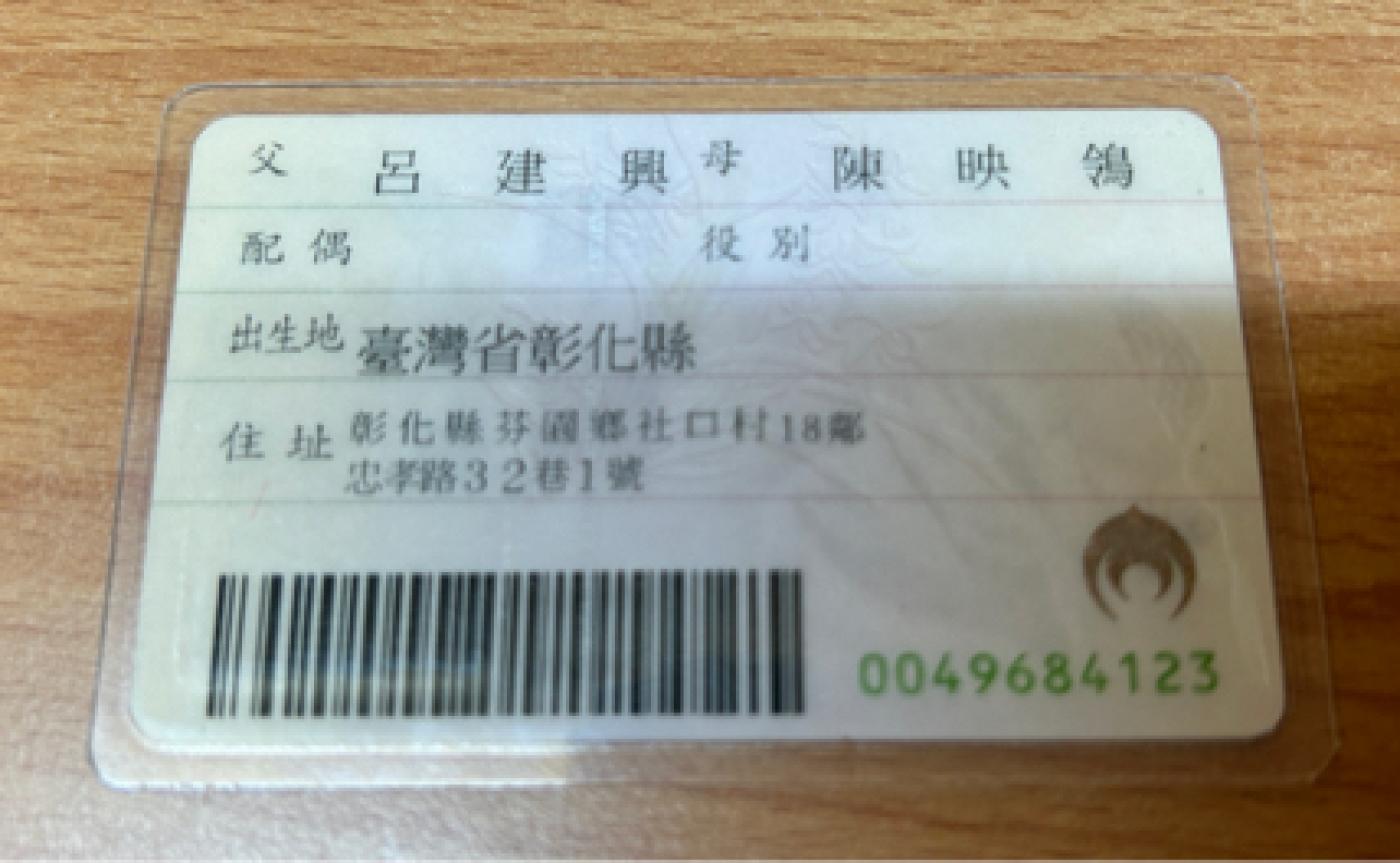 父 呂建興 母 陳映鴒
配偶 役別
出生地 臺灣省彰化縣
住址 彰化縣芬園鄉社口村18鄰
忠孝路32巷1號
0049684123